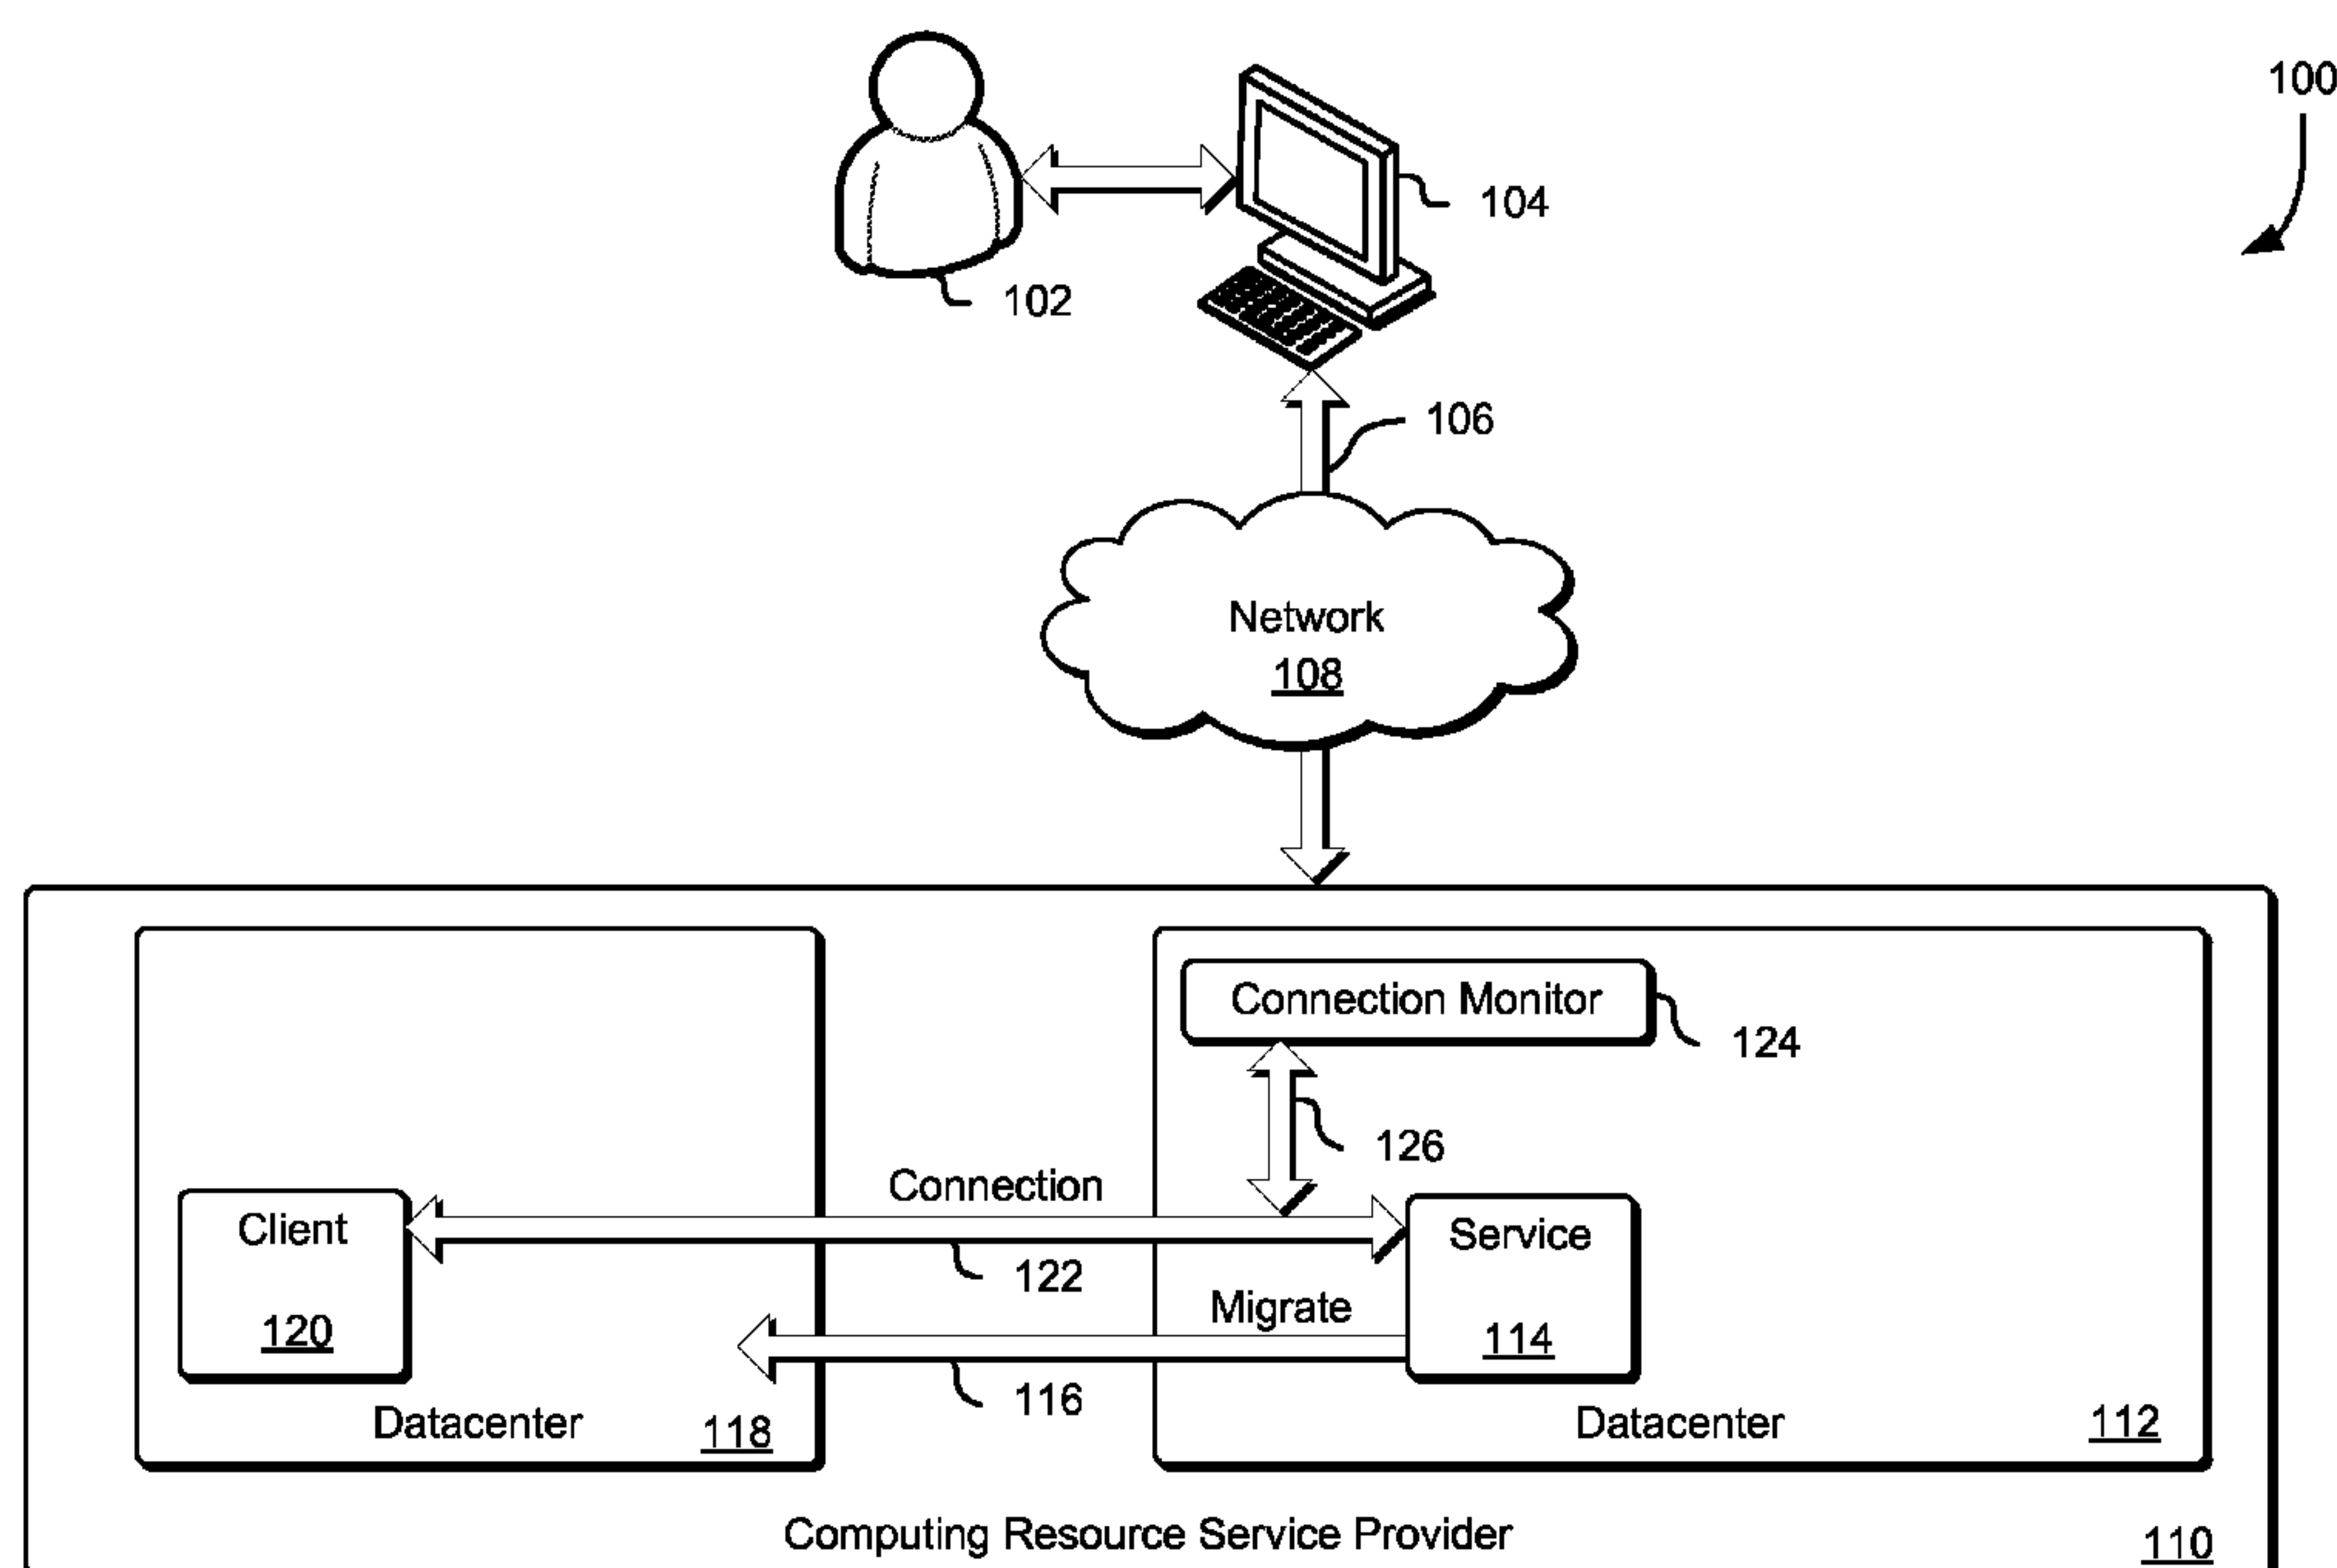 100
104
102
106
Network
108
Connection Monitor
124
126
Connection
Client
Service
122
Migrate
120
114
116
Datacenter
118
Datacenter
112
Computing Resource Service Provider
110